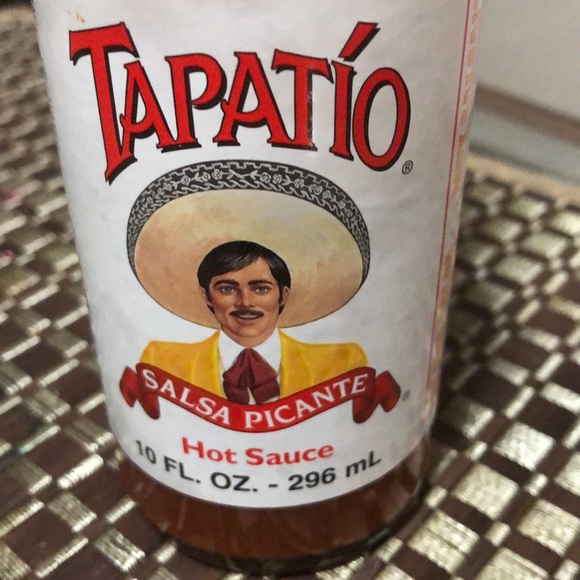 TAPATÍO®
SALSA PICANTE
Hot Sauce
10 FL. OZ. - 296 mL